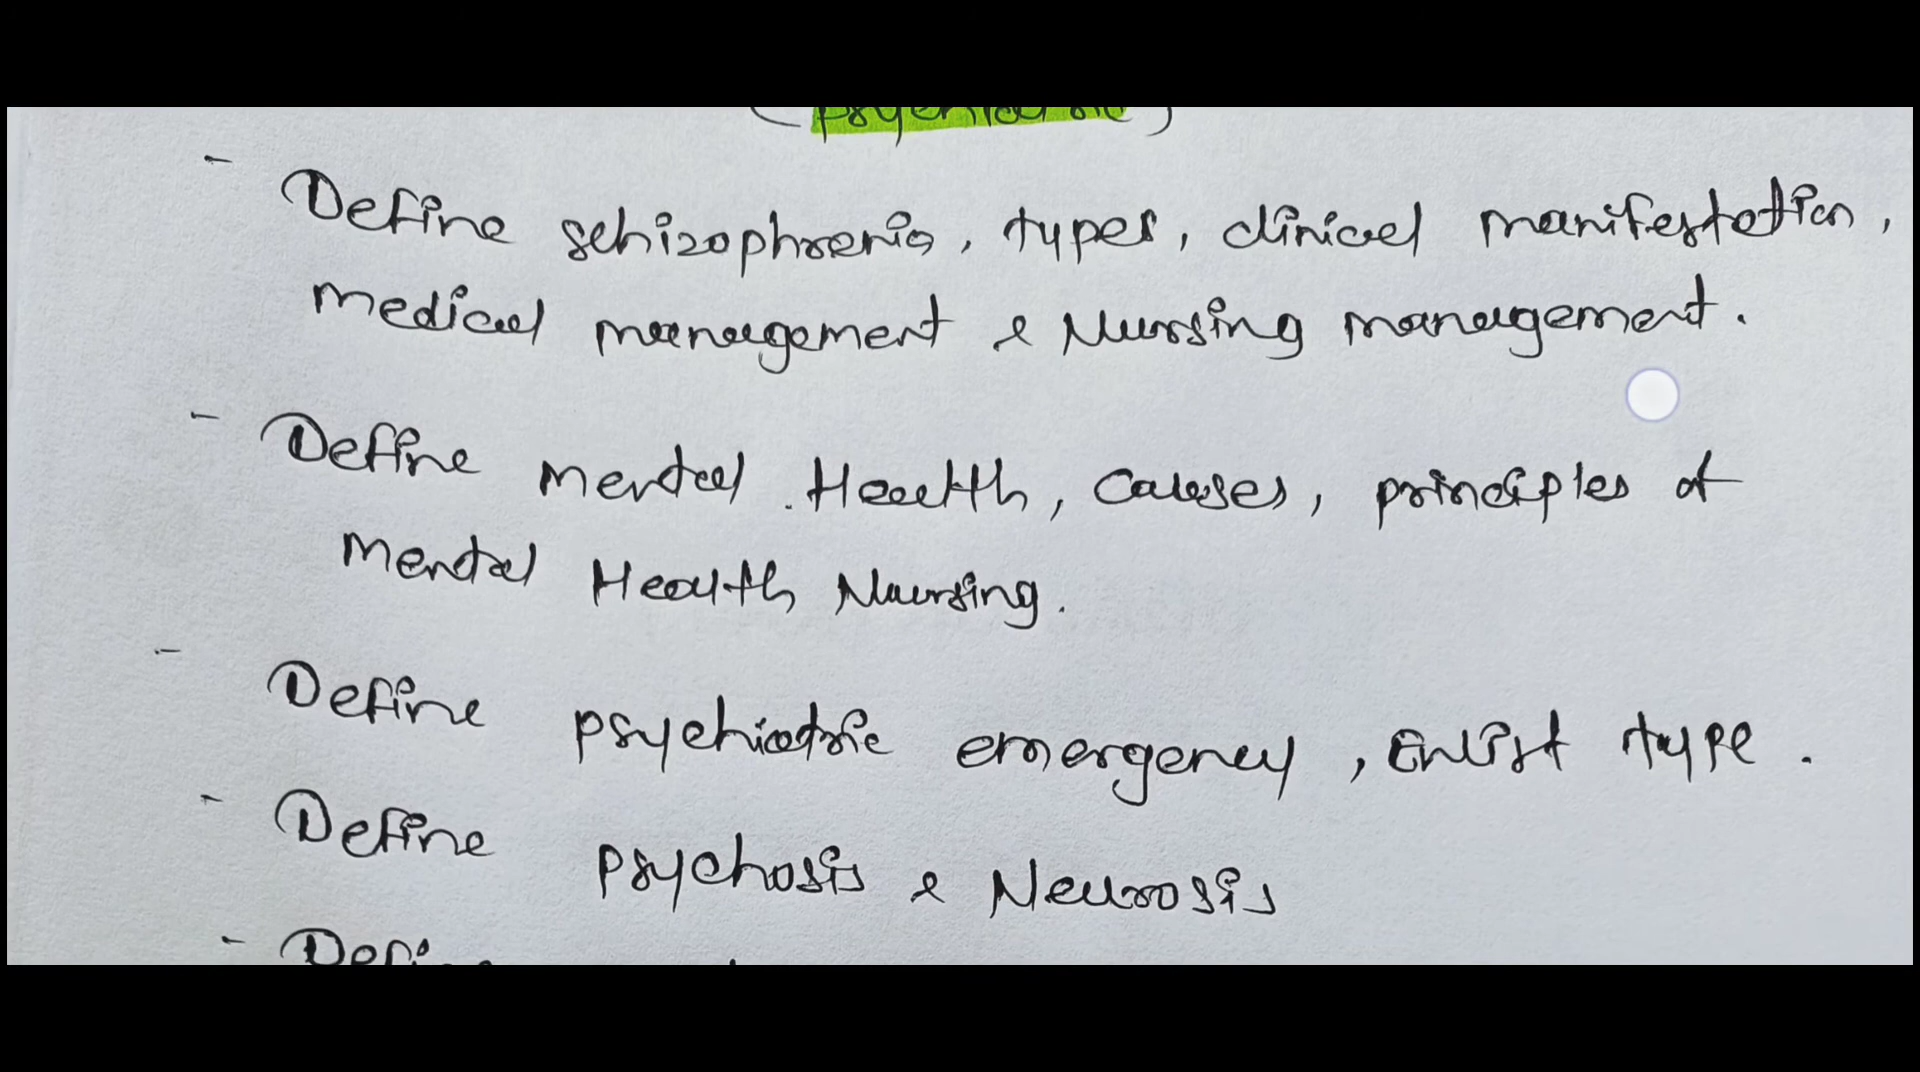 - Define schizophrenia, types, clinical manifestation,
medical management & Nursing management.
- Define mental Health, causes, principles of
mental Health Nursing.
- Define psychiatric emergency, Enlist type.
- Define psychosis & Neurosis